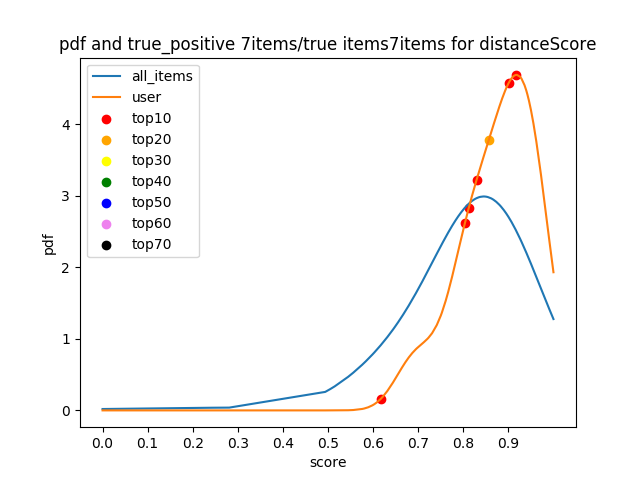 pdf and true_positive 7items/true items7items for distanceScore
all_items
user
top10
top20
top30
top40
top50
top60
top70
pdf
4
3
2
1
0
0.0 0.1 0.2 0.3 0.4 0.5 0.6 0.7 0.8 0.9
score